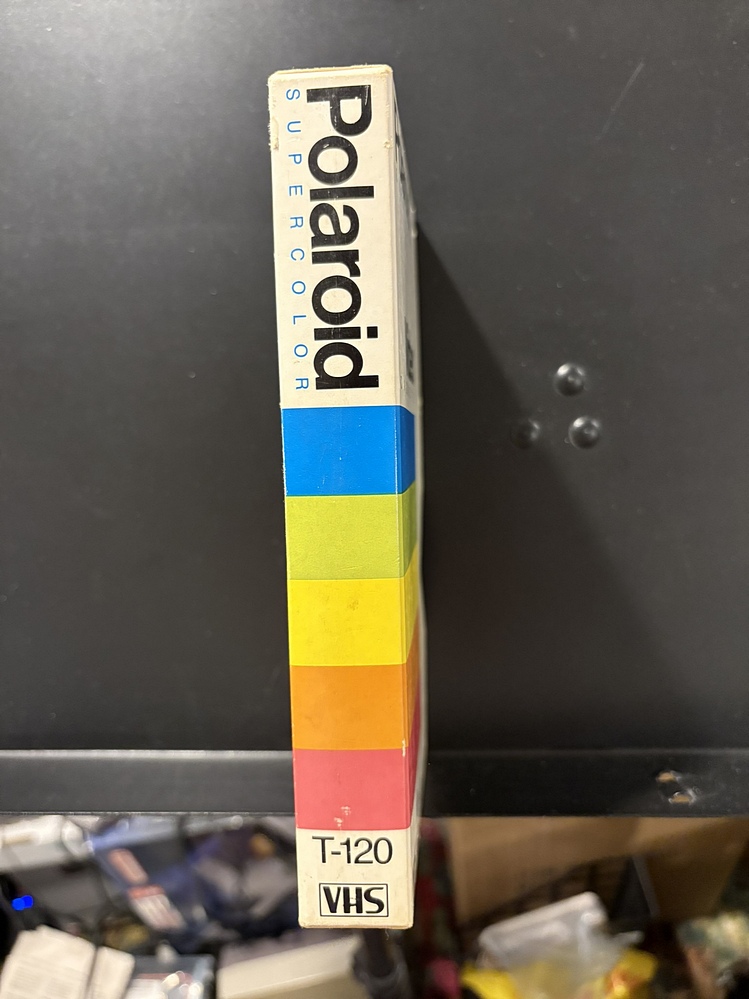 Polaroid
SUPERCOLOR
T-120
VHS